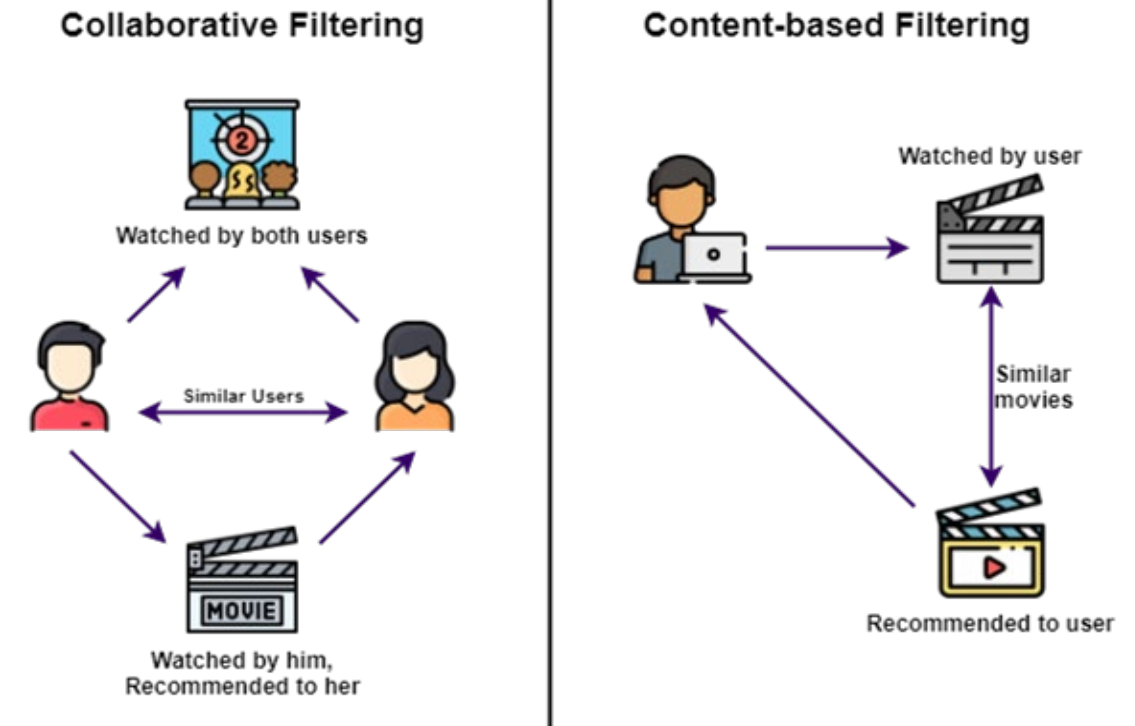 Collaborative Filtering
2
Watched by both users
Similar Users
MOVIE
Watched by him,
Recommended to her
Content-based Filtering
Watched by user
Similar
movies
Recommended to user